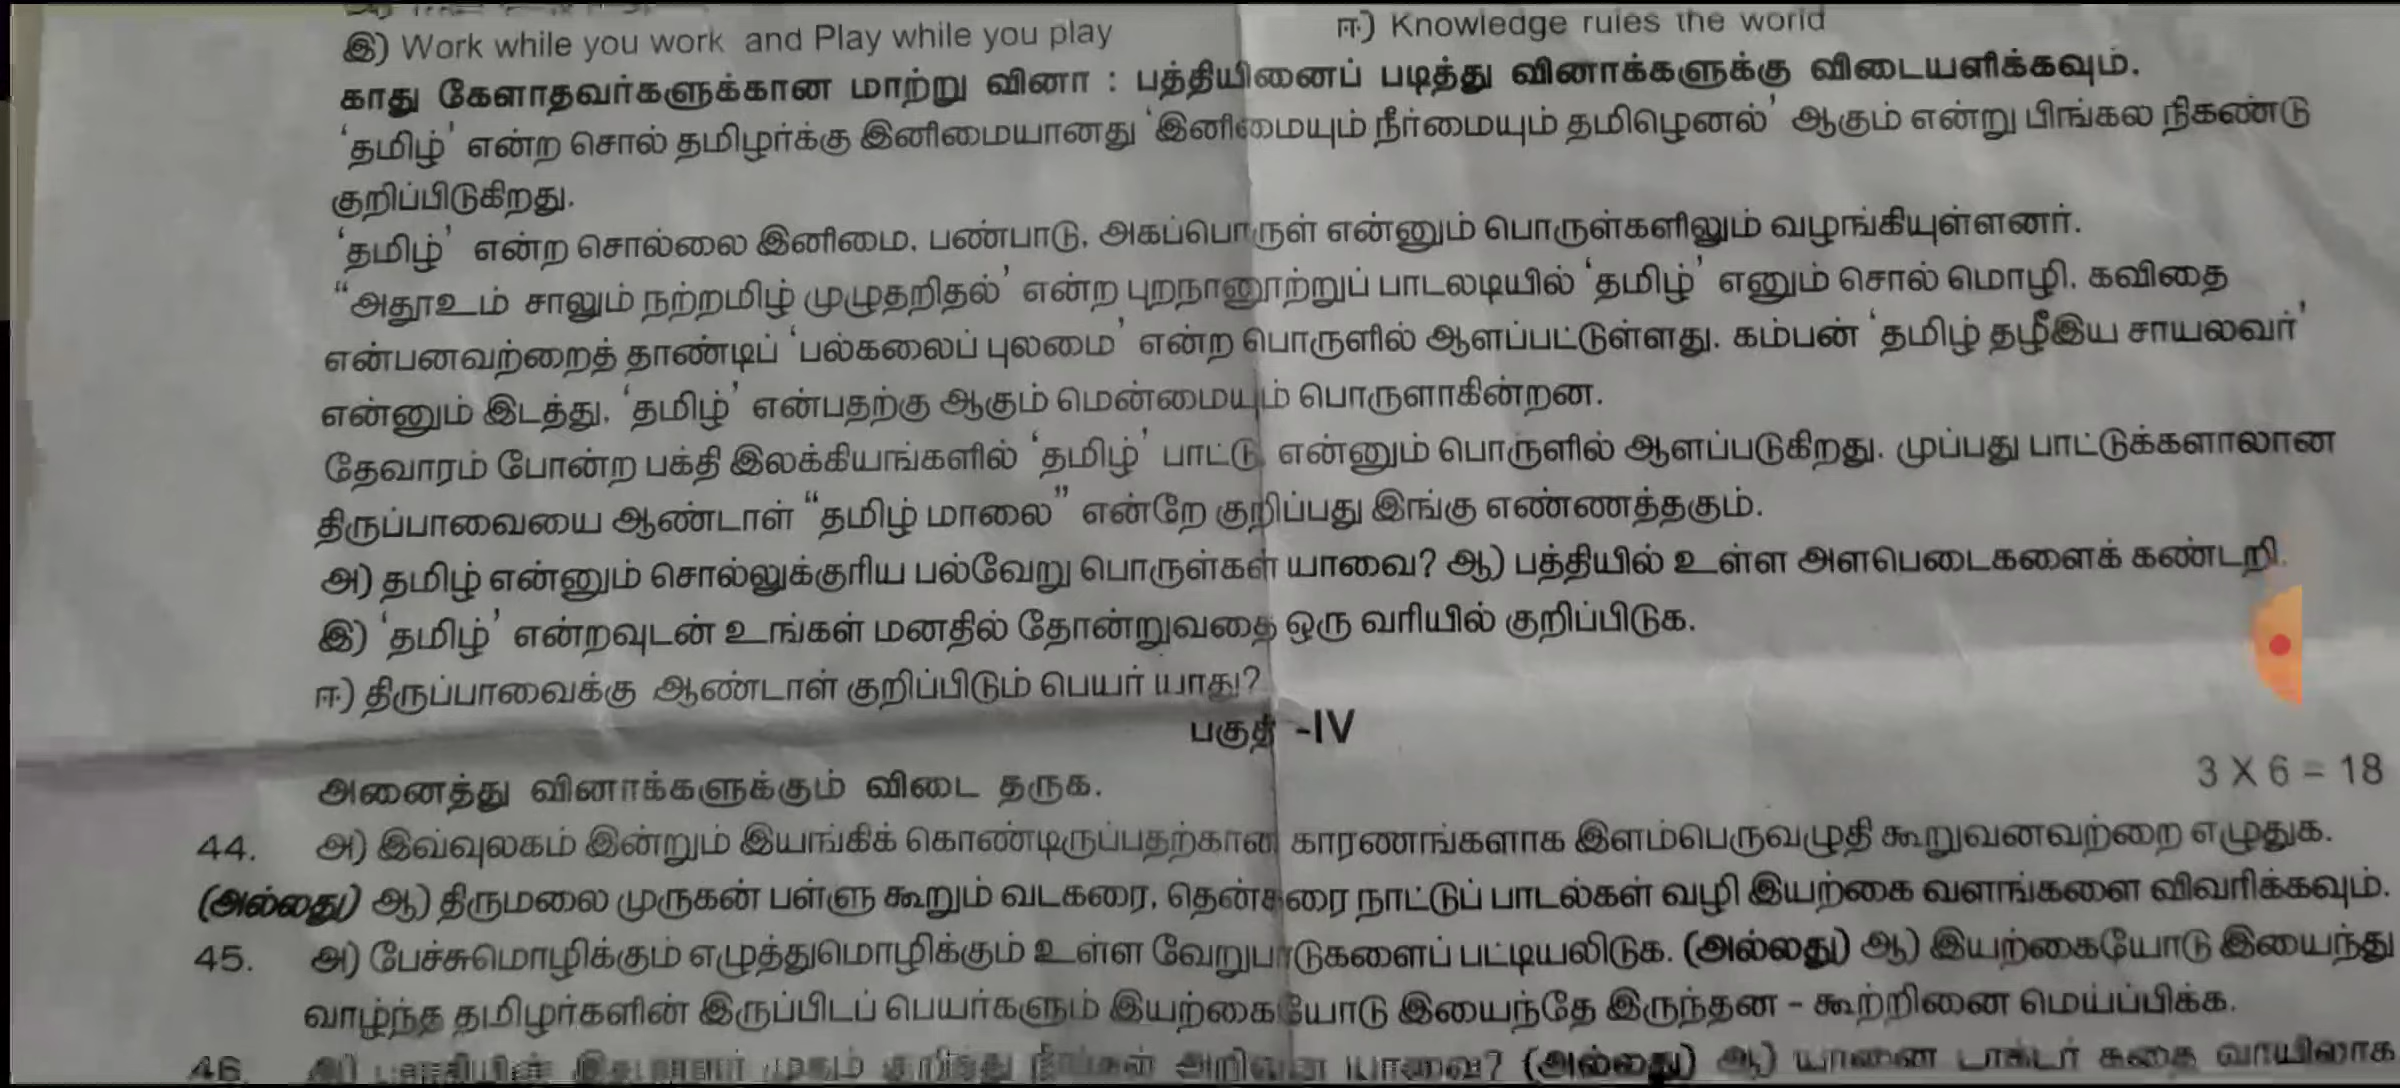 இ) Work while you work and Play while you play ஈ) Knowledge rules the world
காது கேளாதவர்களுக்கான மாற்று வினா : பத்தியினைப் படித்து வினாக்களுக்கு விடையளிக்கவும்.
‘தமிழ்’ என்ற சொல் தமிழர்க்கு இனிமையானது ‘இனிமையும் நீர்மையும் தமிழெனல்’ ஆகும் என்று பிங்கல நிகண்டு
குறிப்பிடுகிறது.
‘தமிழ்’ என்ற சொல்லை இனிமை, பண்பாடு, அகப்பொருள் என்னும் பொருள்களிலும் வழங்கியுள்ளனர்.
“அதூஉம் சாலும் நற்றமிழ் முழுதறிதல்’ என்ற புறநானூற்றுப் பாடலடியில் ‘தமிழ்’ எனும் சொல் மொழி, கவிதை
என்பனவற்றைத் தாண்டிப் ‘பல்கலைப் புலமை’ என்ற பொருளில் ஆளப்பட்டுள்ளது. கம்பன் ‘தமிழ் தழீஇய சாயலவர்’
என்னும் இடத்து, ‘தமிழ்’ என்பதற்கு ஆகும் மென்மையும் பொருளாகின்றன.
தேவாரம் போன்ற பக்தி இலக்கியங்களில் ‘தமிழ்’ பாட்டு என்னும் பொருளில் ஆளப்படுகிறது. முப்பது பாட்டுக்களாலான
திருப்பாவையை ஆண்டாள் “தமிழ் மாலை” என்றே குறிப்பது இங்கு எண்ணத்தகும்.
அ) தமிழ் என்னும் சொல்லுக்குரிய பல்வேறு பொருள்கள் யாவை? ஆ) பத்தியில் உள்ள அளபெடைகளைக் கண்டறி.
இ) ‘தமிழ்’ என்றவுடன் உங்கள் மனதில் தோன்றுவதை ஒரு வரியில் குறிப்பிடுக.
ஈ) திருப்பாவைக்கு ஆண்டாள் குறிப்பிடும் பெயர் யாது?
பகுதி -IV
அனைத்து வினாக்களுக்கும் விடை தருக. 3 X 6 = 18
44. அ) இவ்வுலகம் இன்றும் இயங்கிக் கொண்டிருப்பதற்கான காரணங்களாக இளம்பெருவழுதி கூறுவனவற்றை எழுதுக.
(அல்லது) ஆ) திருமலை முருகன் பள்ளு கூறும் வடகரை, தென்கரை நாட்டுப் பாடல்கள் வழி இயற்கை வளங்களை விவரிக்கவும்.
45. அ) பேச்சுமொழிக்கும் எழுத்துமொழிக்கும் உள்ள வேறுபாடுகளைப் பட்டியலிடுக. (அல்லது) ஆ) இயற்கையோடு இயைந்து
வாழ்ந்த தமிழர்களின் இருப்பிடப் பெயர்களும் இயற்கையோடு இயைந்தே இருந்தன – கூற்றினை மெய்ப்பிக்க.
46. அ) குறித்து நீங்கள் அறிவன யாவை? (அல்லது) ஆ) யானை டாக்டர் கதை வாயிலாக